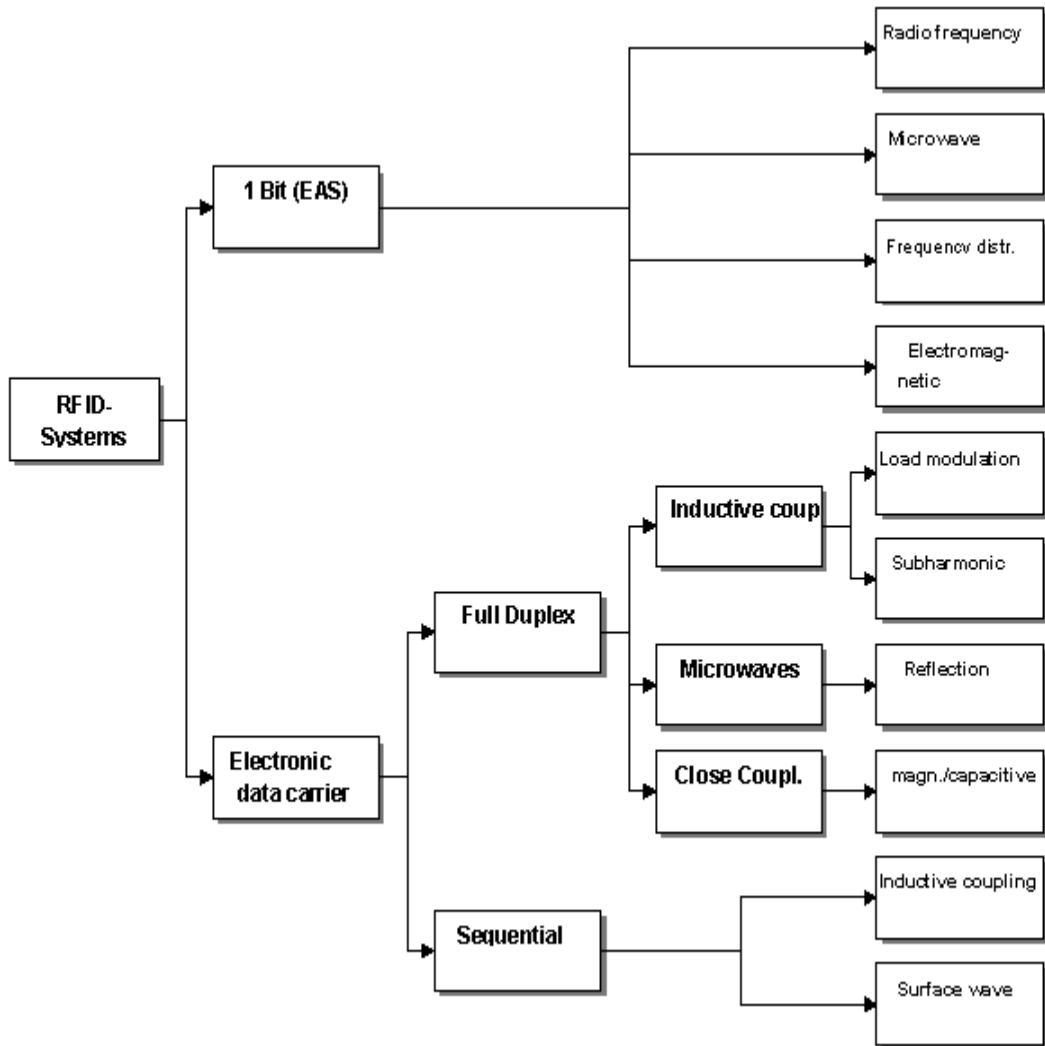 Radio frequency
Microwave
1 Bit (EAS)
Frequency distr.
Electromag-
netic
RFID-
Systems
Load modulation
Inductive coup
Subharmonic
Full Duplex
Microwaves
Reflection
Electronic
data carrier
Close Coupl.
magn./capacitive
Inductive coupling
Sequential
Surface wave